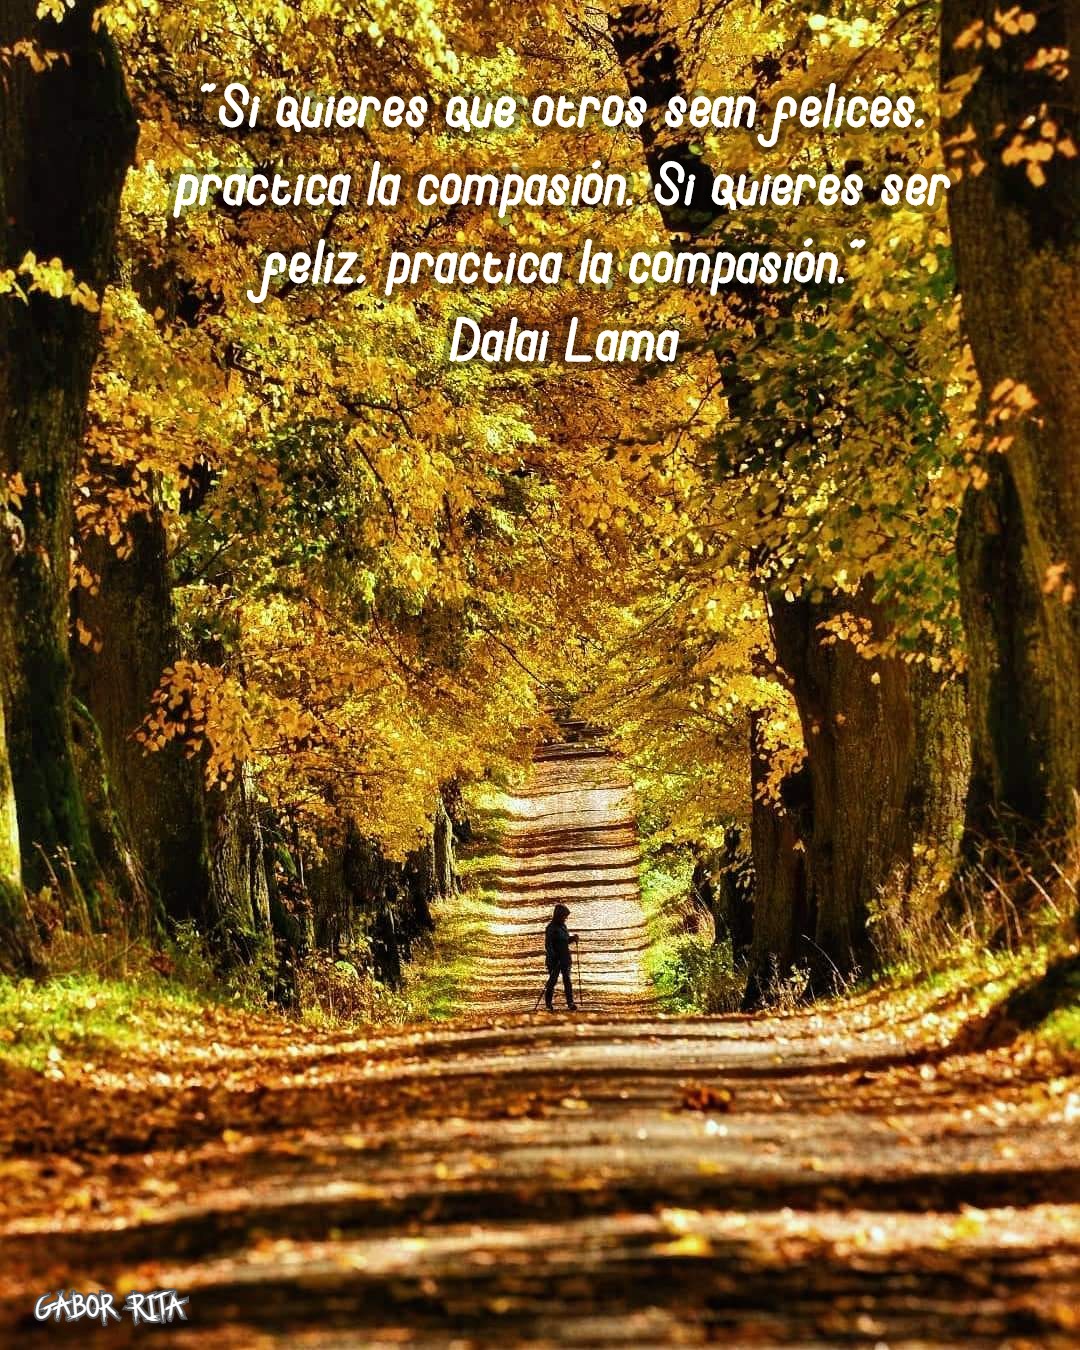 "Si quieres que otros sean felices,
practica la compasión. Si quieres ser
feliz, practica la compasión."
Dalai Lama
GABOR RITA